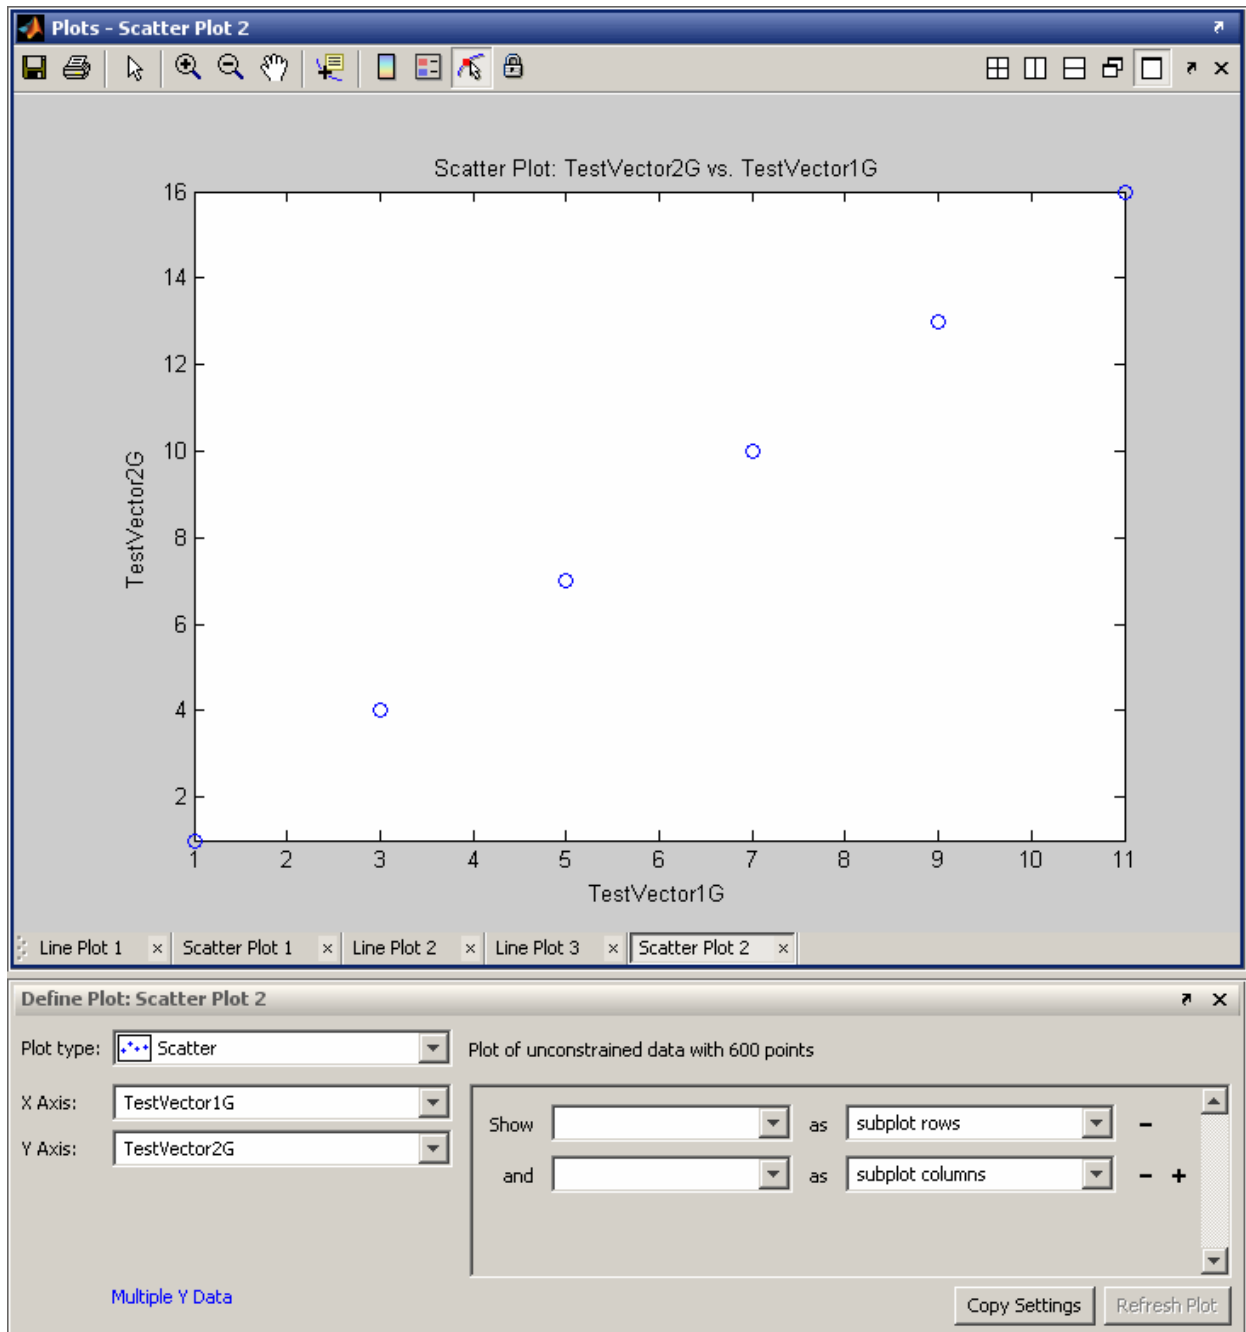 Plots - Scatter Plot 2
Scatter Plot: TestVector2G vs. TestVector1G
16
14
12
10
8
6
4
2
TestVector2G
1 2 3 4 5 6 7 8 9 10 11
TestVector1G
Line Plot 1 × Scatter Plot 1 × Line Plot 2 × Line Plot 3 × Scatter Plot 2 ×
Define Plot: Scatter Plot 2
Plot type: Scatter Plot of unconstrained data with 600 points
X Axis: TestVector1G
Y Axis: TestVector2G
Show as subplot rows -
and as subplot columns - +
Multiple Y Data
Copy Settings Refresh Plot